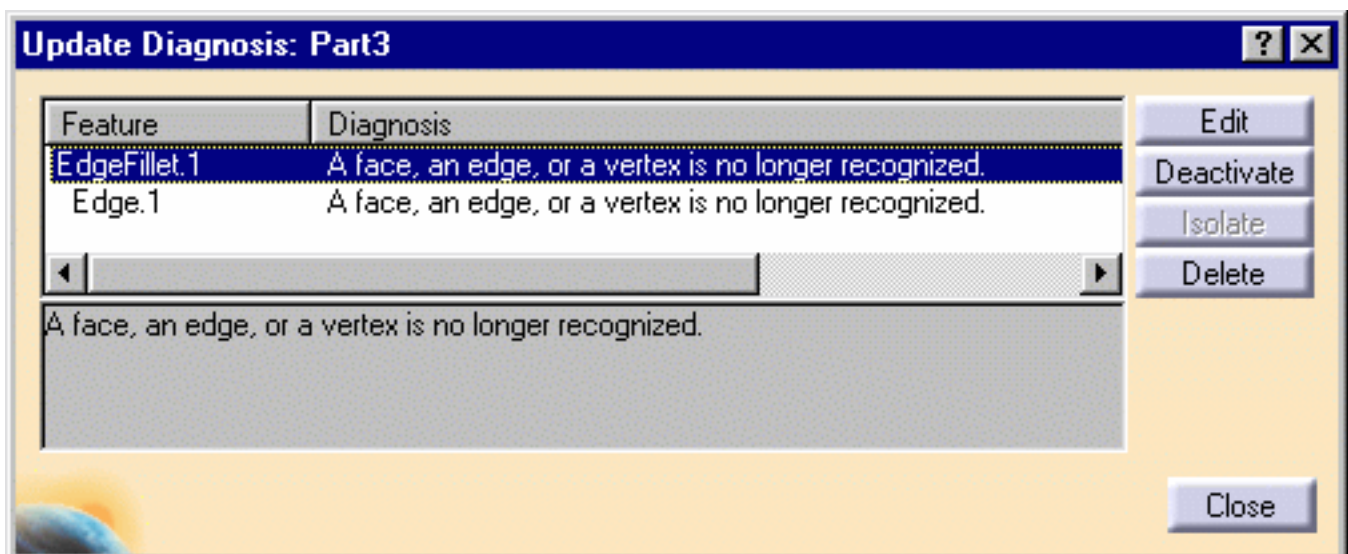 Update Diagnosis: Part3 ? X
Feature Diagnosis
EdgeFillet.1 A face, an edge, or a vertex is no longer recognized.
Edge.1 A face, an edge, or a vertex is no longer recognized.
A face, an edge, or a vertex is no longer recognized.
Edit
Deactivate
Isolate
Delete
Close